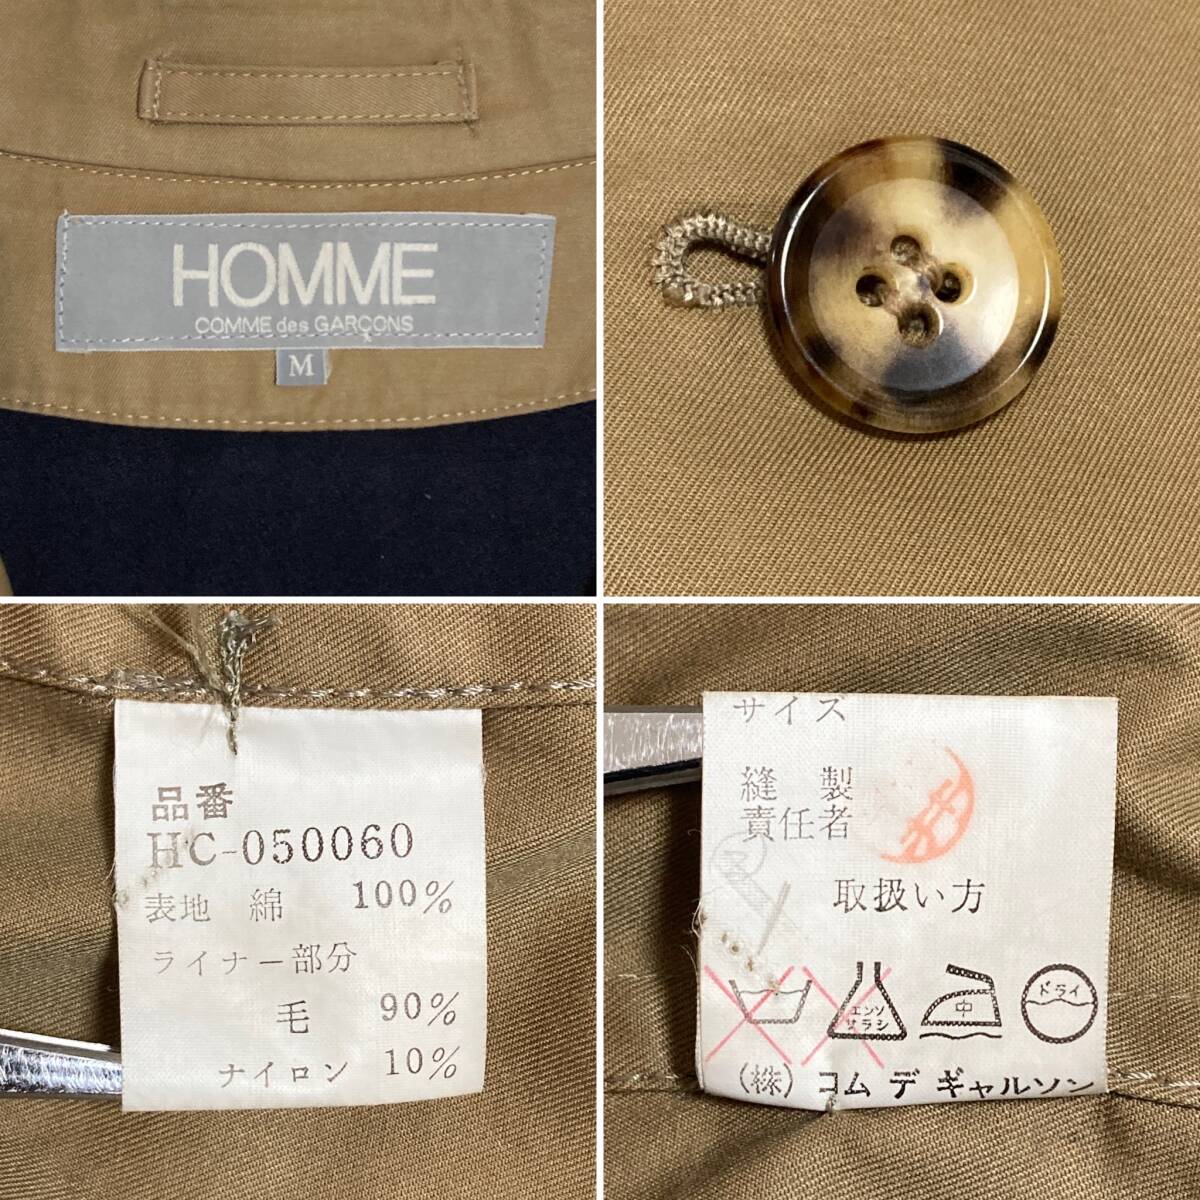 HOMME
COMME des GARÇONS
M
品番
HC-050060
表地 綿 100%
ライナー部分
毛 90%
ナイロン 10%
サイズ
縫製
責任者
取扱い方
エンソ
サラシ
中
ドライ
(株)コムデギャルソン